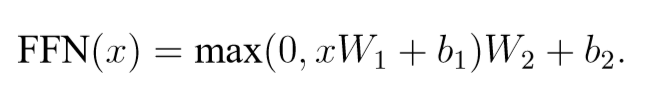 FFN(x) = max(0, xW₁ + b₁)W₂ + b₂.